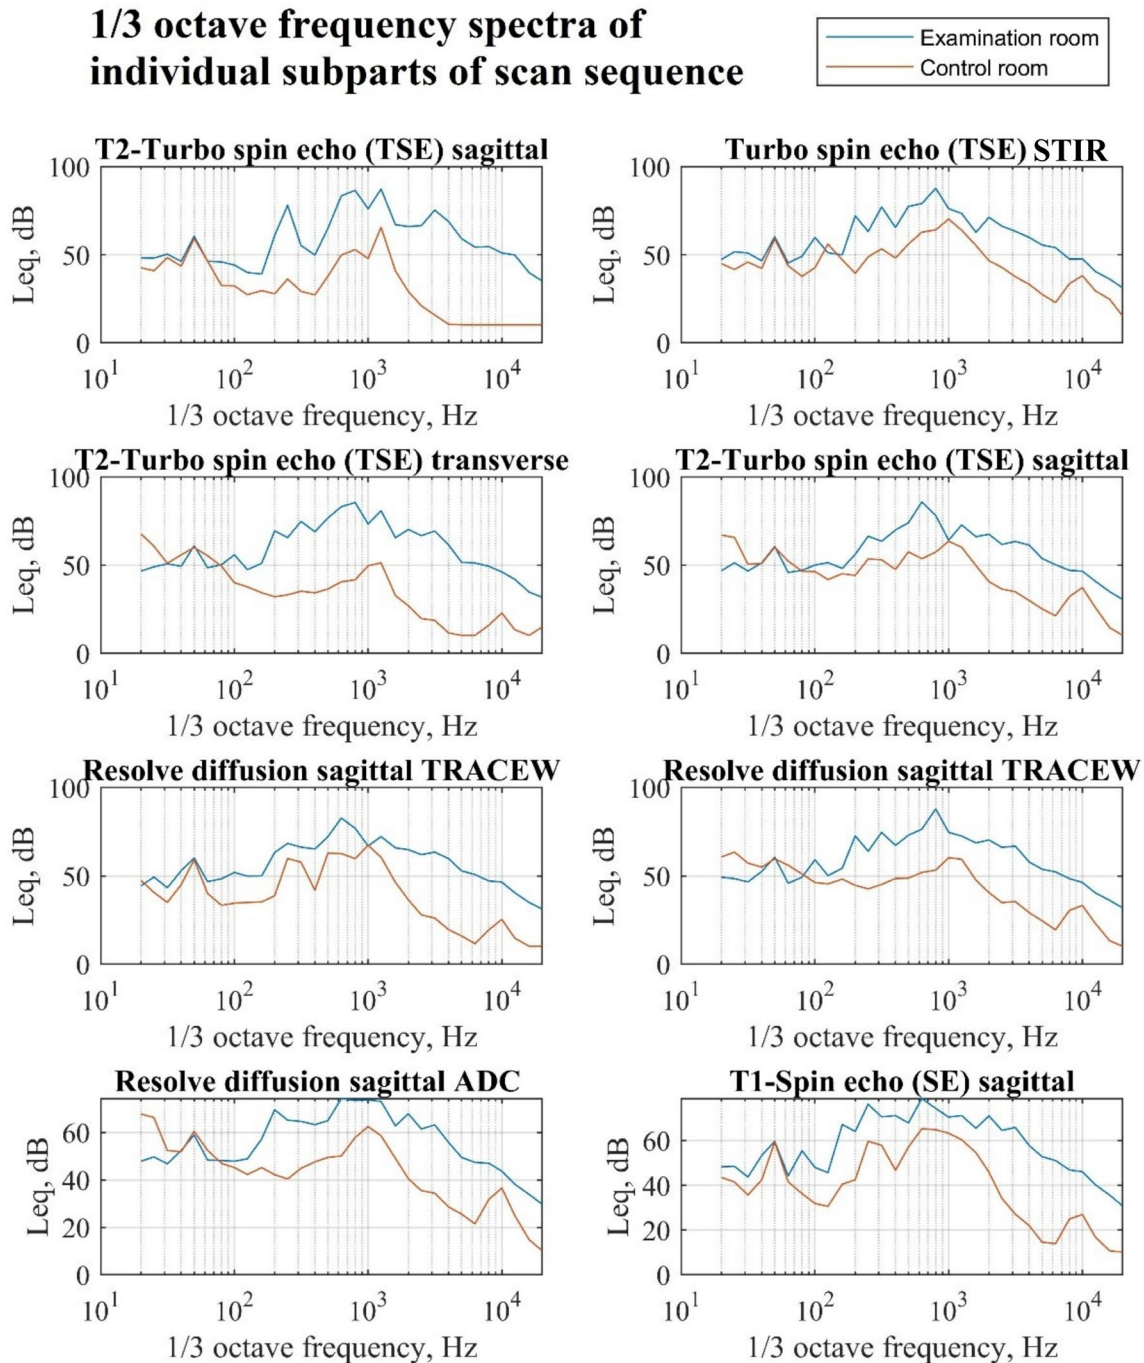 1/3 octave frequency spectra of
individual subparts of scan sequence
Examination room
Control room
T2-Turbo spin echo (TSE) sagittal
100
50
0
Leq, dB
10^1 10^2 10^3 10^4
1/3 octave frequency, Hz
Turbo spin echo (TSE) STIR
100
50
0
Leq, dB
10^1 10^2 10^3 10^4
1/3 octave frequency, Hz
T2-Turbo spin echo (TSE) transverse
100
50
0
Leq, dB
10^1 10^2 10^3 10^4
1/3 octave frequency, Hz
T2-Turbo spin echo (TSE) sagittal
100
50
0
Leq, dB
10^1 10^2 10^3 10^4
1/3 octave frequency, Hz
Resolve diffusion sagittal TRACEW
100
50
0
Leq, dB
10^1 10^2 10^3 10^4
1/3 octave frequency, Hz
Resolve diffusion sagittal TRACEW
100
50
0
Leq, dB
10^1 10^2 10^3 10^4
1/3 octave frequency, Hz
Resolve diffusion sagittal ADC
60
40
20
0
Leq, dB
10^1 10^2 10^3 10^4
1/3 octave frequency, Hz
T1-Spin echo (SE) sagittal
60
40
20
0
Leq, dB
10^1 10^2 10^3 10^4
1/3 octave frequency, Hz